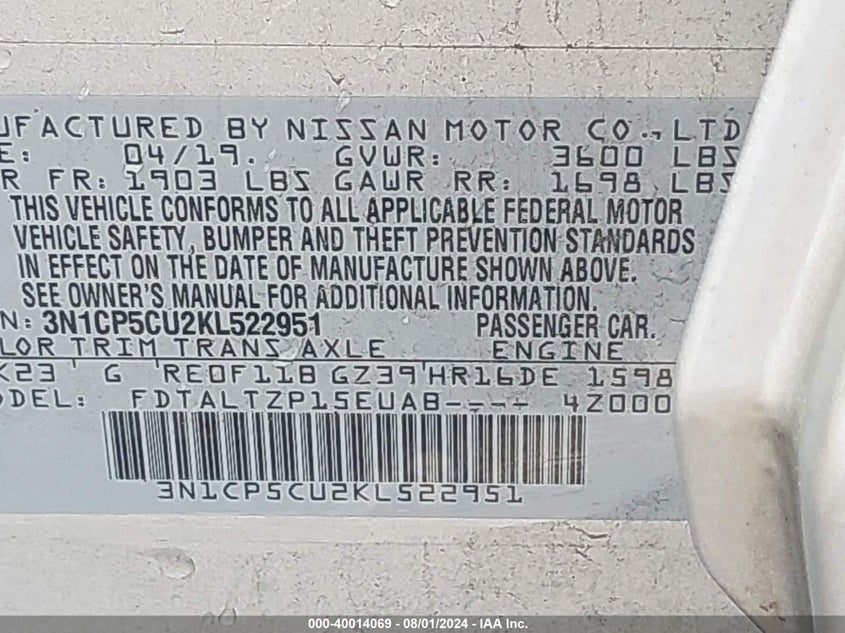 UFACTURED BY NISSAN MOTOR CO., LTD
E: 04/19. GVWR: 3600 LBS
R FR: 1903 LBS GAWR RR: 1698 LBS
THIS VEHICLE CONFORMS TO ALL APPLICABLE FEDERAL MOTOR
VEHICLE SAFETY, BUMPER AND THEFT PREVENTION STANDARDS
IN EFFECT ON THE DATE OF MANUFACTURE SHOWN ABOVE.
SEE OWNER'S MANUAL FOR ADDITIONAL INFORMATION.
N: 3N1CP5CU2KL522951 PASSENGER CAR.
LOR TRIM TRANS AXLE ENGINE
K23 G RE0F11B GZ39 HR16DE 1598
ODEL: FDTALTZP15EUAB---- 4Z000
3N1CP5CU2KL522951
000-40014069 - 08/01/2024 - IAA Inc.